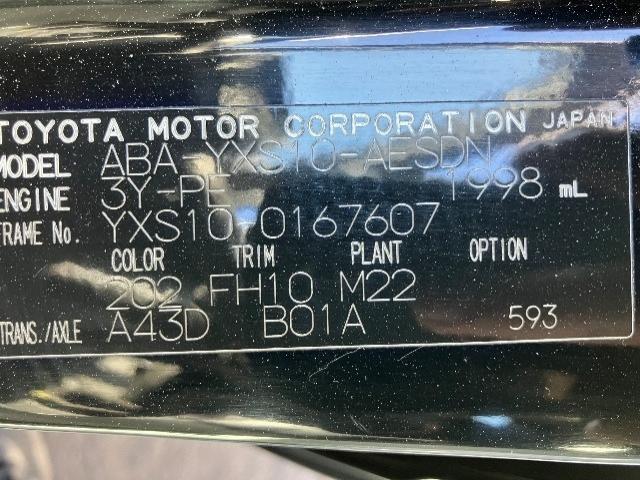 TOYOTA MOTOR CORPORATION JAPAN
MODEL ABA-YXS10-AESDN
ENGINE 3Y-PE 1998 mL
FRAME No. YXS10-0167607
COLOR TRIM PLANT OPTION
202 FH10 M22
TRANS./AXLE A43D B01A 593